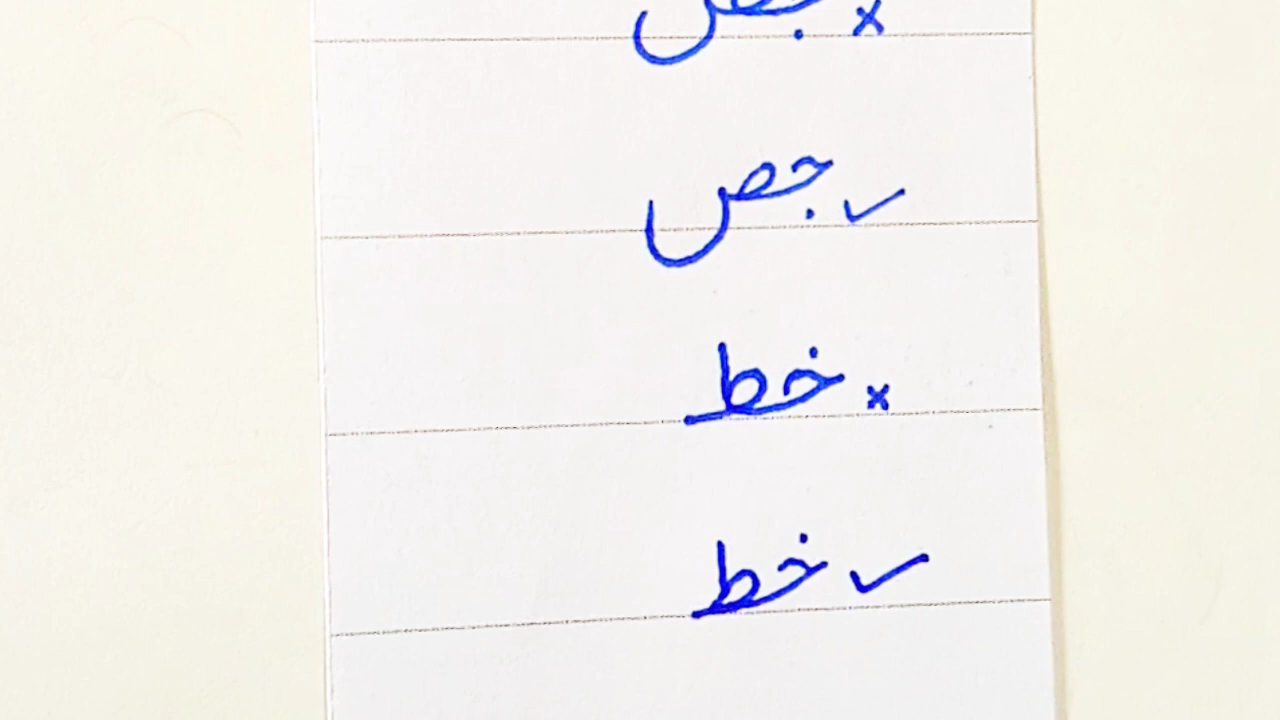 × جص
✓ جص
× خط
✓ خط